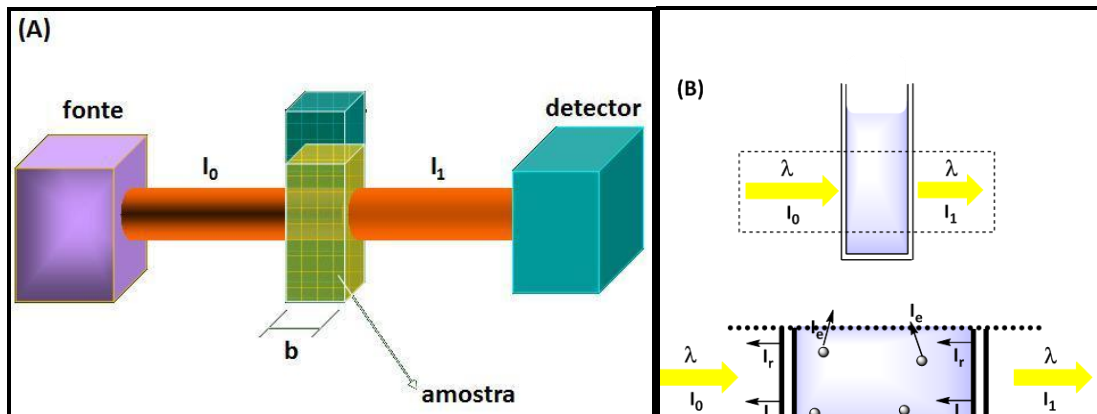 (A)
fonte
detector
I₀
I₁
b
amostra
(B)
λ
λ
I₀
I₁
Iₑ
Iₑ
λ
Iᵣ
Iᵣ
λ
I₀
I₁